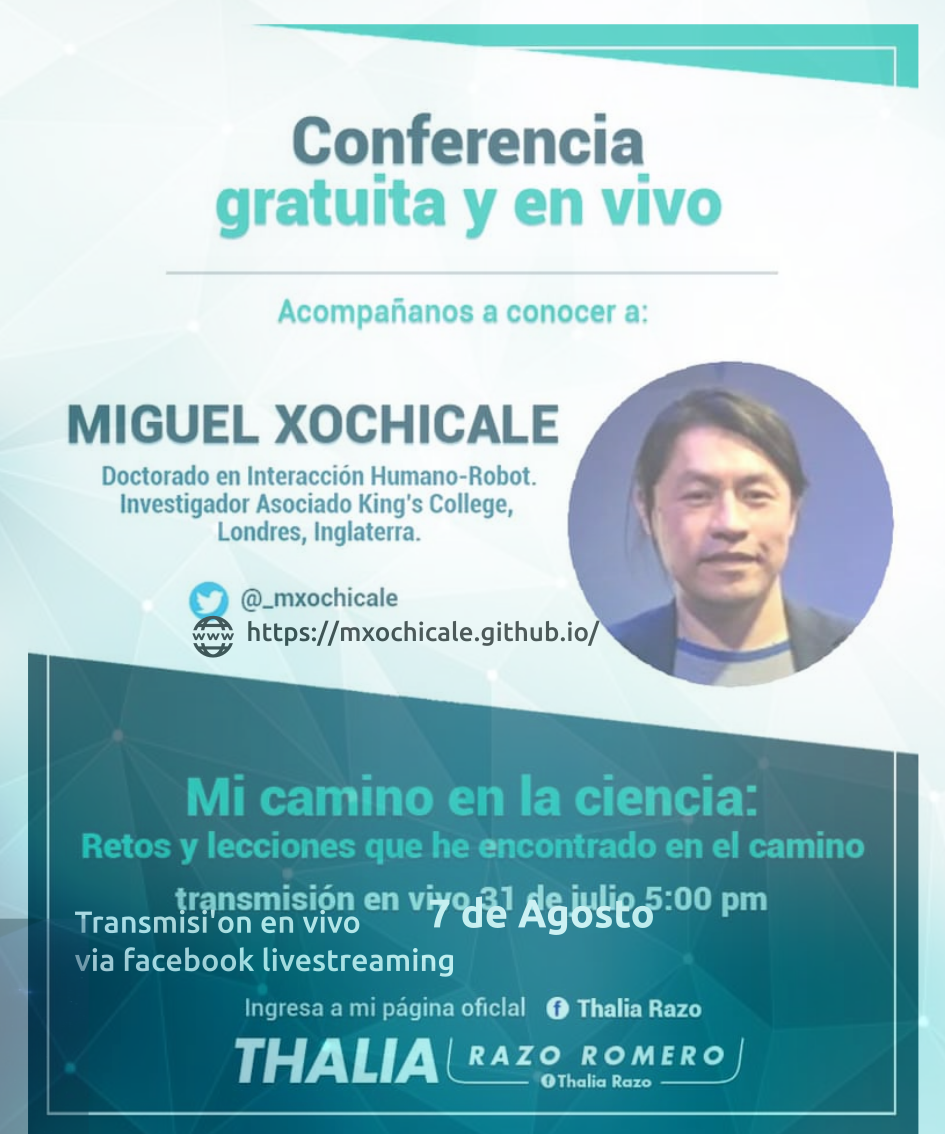 Conferencia
gratuita y en vivo
Acompañanos a conocer a:
MIGUEL XOCHICALE
Doctorado en Interacción Humano-Robot.
Investigador Asociado King's College,
Londres, Inglaterra.
@_mxochicale
www https://mxochicale.github.io/
Mi camino en la ciencia:
Retos y lecciones que he encontrado en el camino
transmisión en vivo 31 de julio 5:00 pm
Transmisi'on en vivo 7 de Agosto
via facebook livestreaming
Ingresa a mi página oficlal f Thalia Razo
THALIA RAZO ROMERO
f Thalia Razo